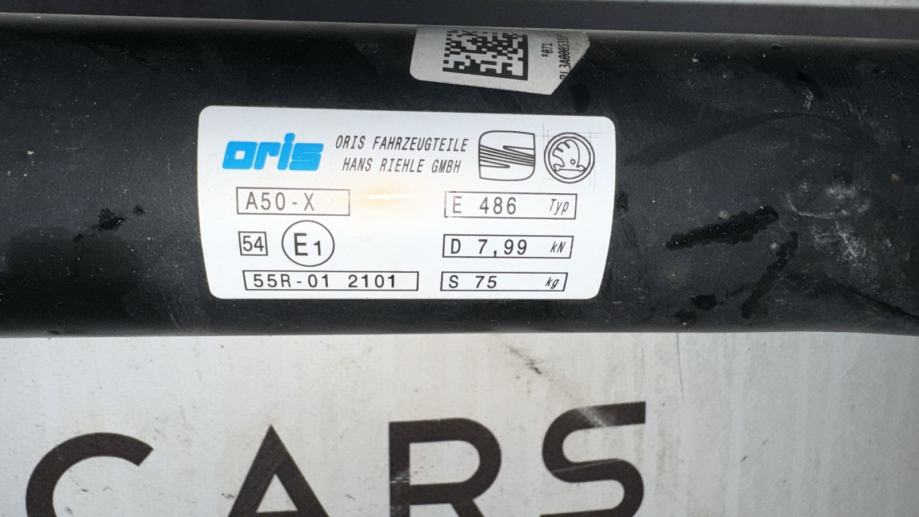 *071
oris
ORIS FAHRZEUGTEILE
HANS RIEHLE GMBH
A50-X
E 486 Typ
54 E1
D 7,99 kN
55R-01 2101
S 75 kg
CARS